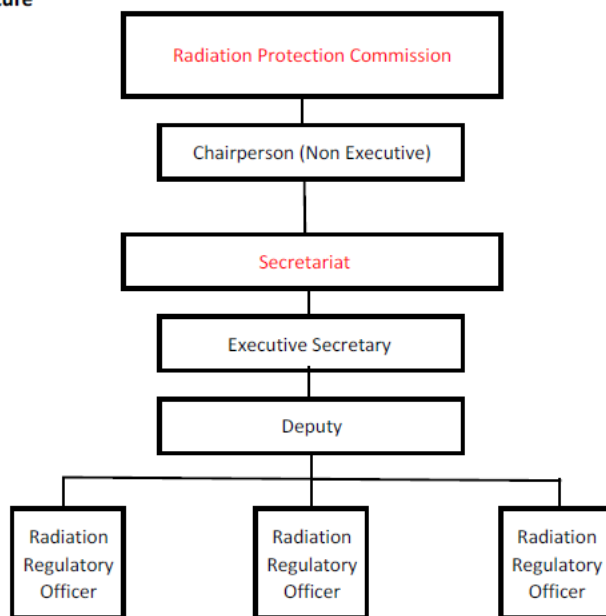 Radiation Protection Commission
Chairperson (Non Executive)
Secretariat
Executive Secretary
Deputy
Radiation
Regulatory
Officer
Radiation
Regulatory
Officer
Radiation
Regulatory
Officer